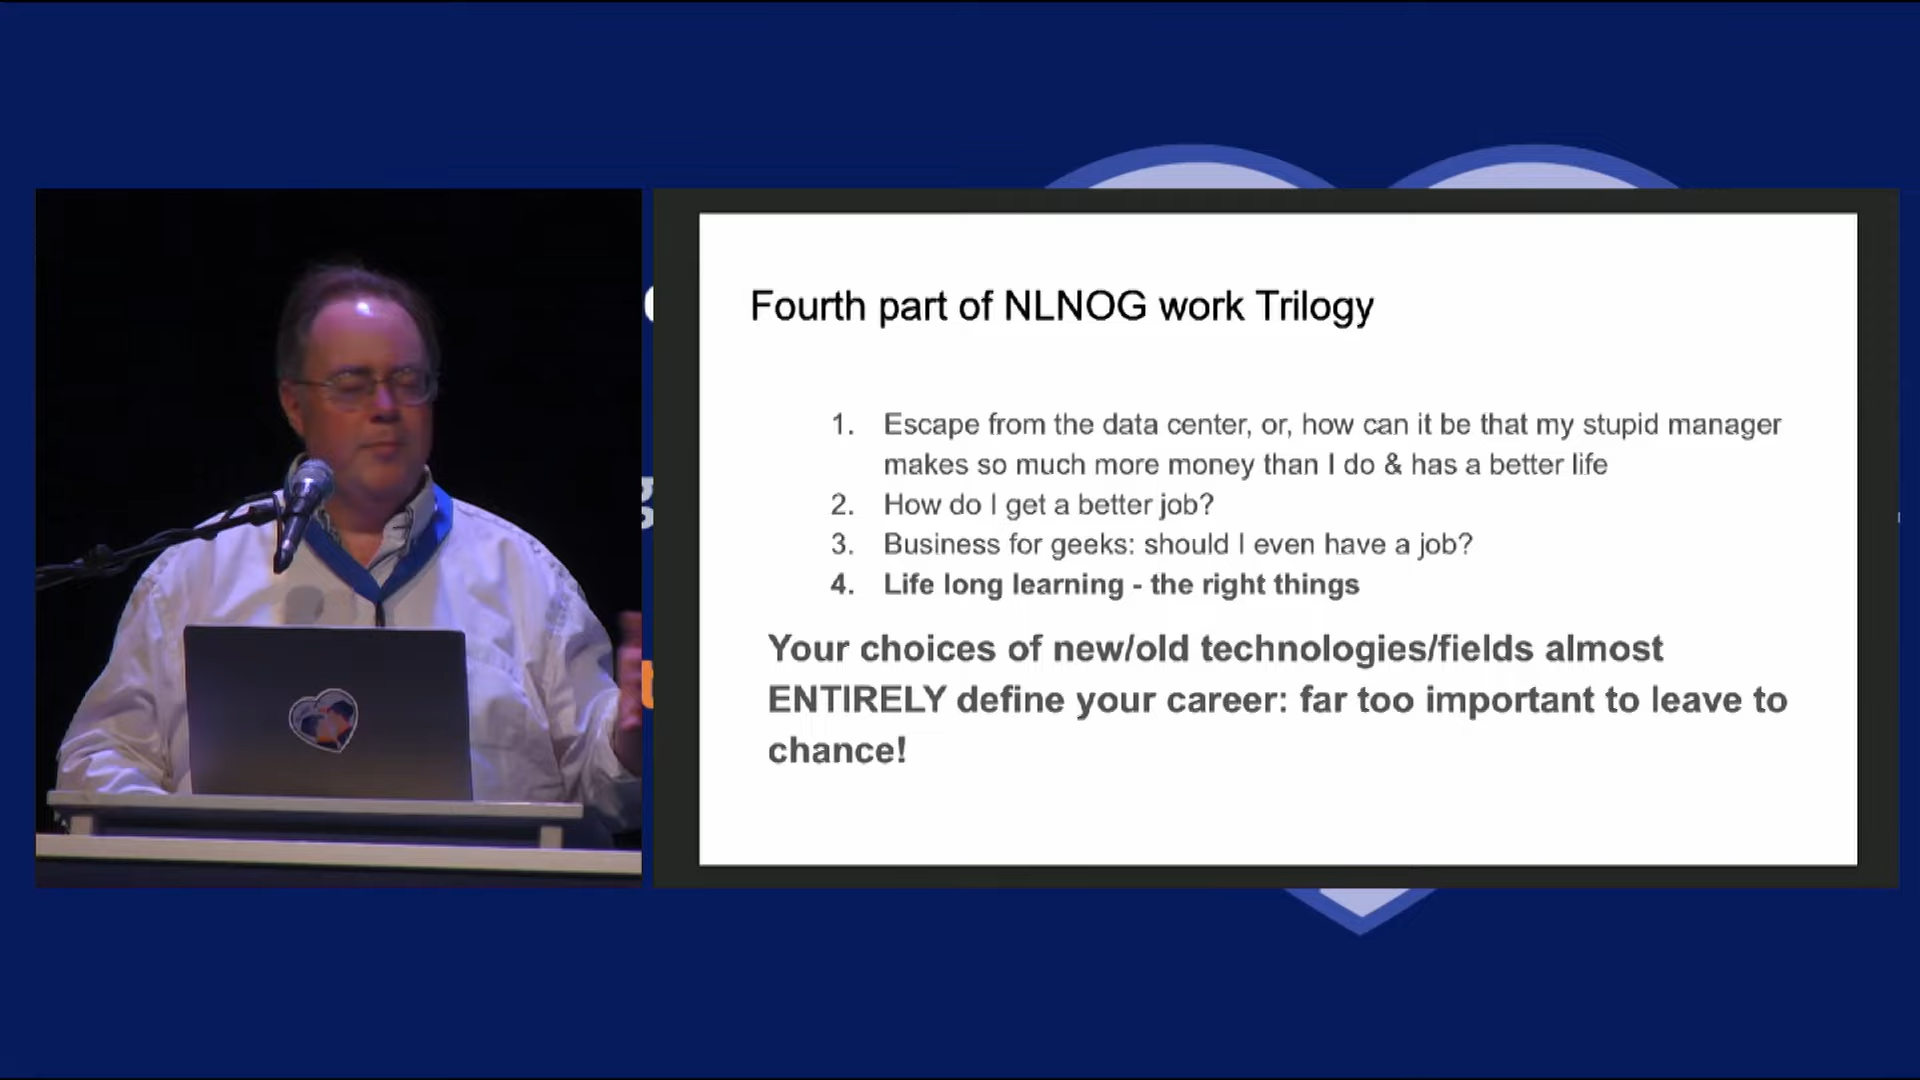 Fourth part of NLNOG work Trilogy
1. Escape from the data center, or, how can it be that my stupid manager
makes so much more money than I do & has a better life
2. How do I get a better job?
3. Business for geeks: should I even have a job?
4. Life long learning - the right things
Your choices of new/old technologies/fields almost
ENTIRELY define your career: far too important to leave to
chance!